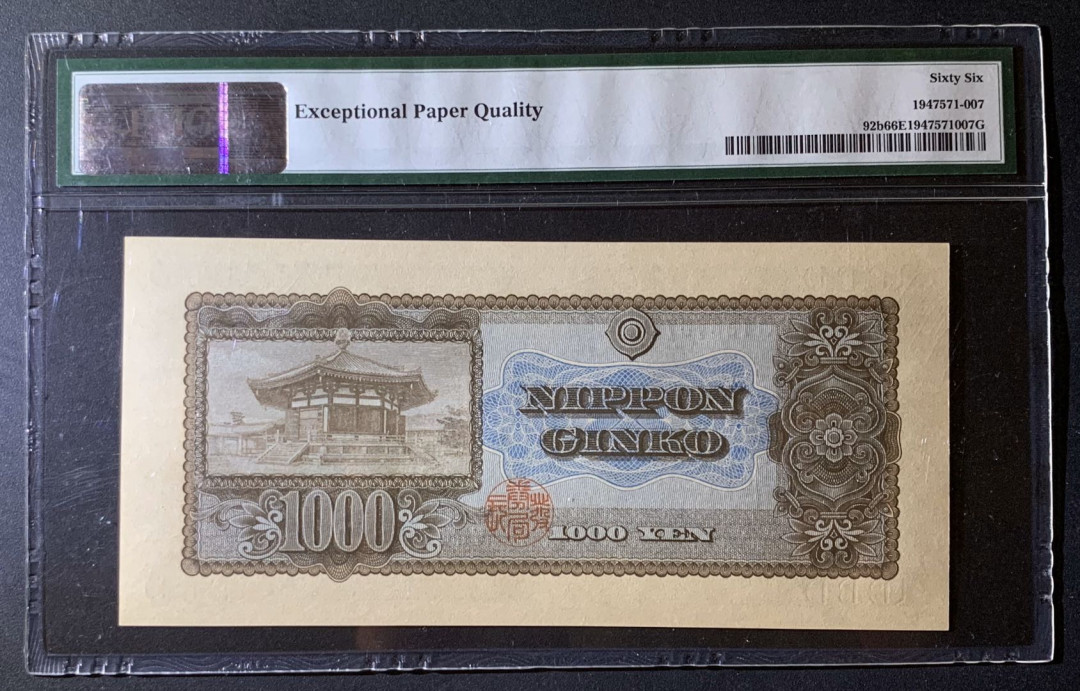 Exceptional Paper Quality
Sixty Six
1947571-007
92b66E1947571007G
NIPPON
GINKO
1000
1000 YEN